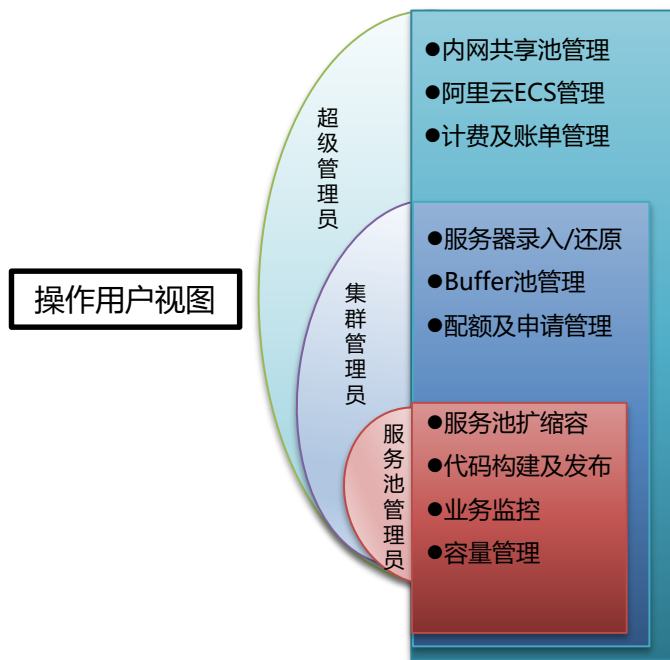 操作用户视图
超级管理员
●内网共享池管理
●阿里云ECS管理
●计费及账单管理
集群管理员
●服务器录入/还原
●Buffer池管理
●配额及申请管理
服务池管理员
●服务池扩缩容
●代码构建及发布
●业务监控
●容量管理